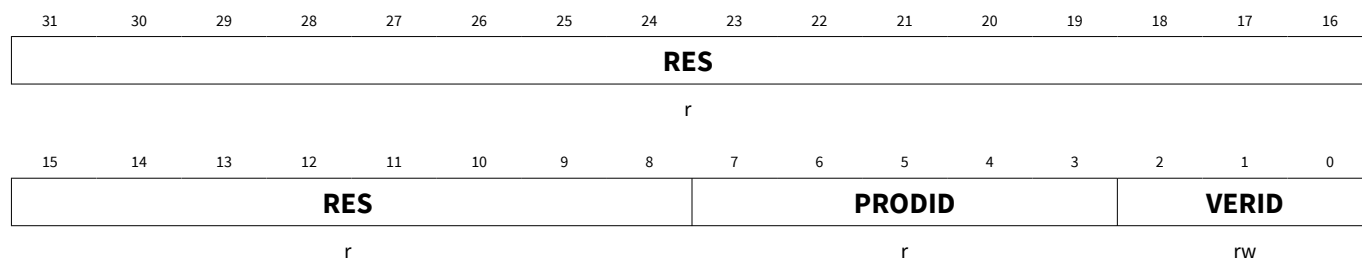 31 30 29 28 27 26 25 24 23 22 21 20 19 18 17 16
RES
r
15 14 13 12 11 10 9 8 7 6 5 4 3 2 1 0
RES PRODID VERID
r r rw